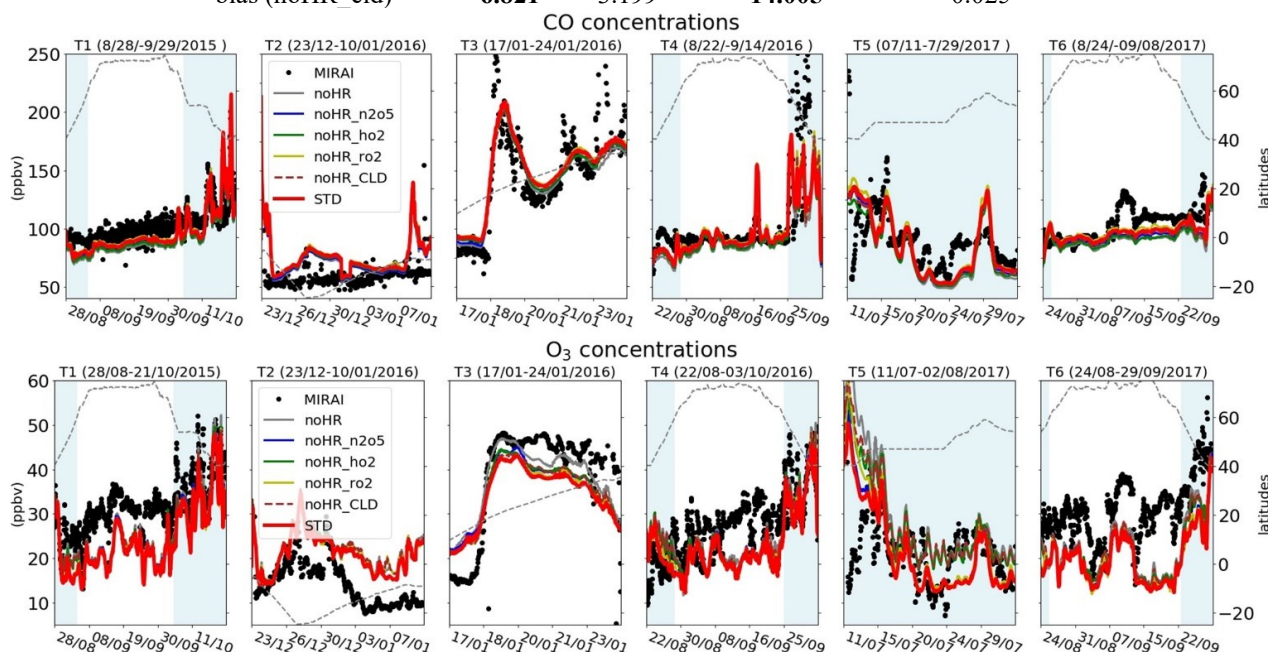 bias (noHR_cld) 6.821 3.199 14.005 0.023
CO concentrations
T1 (8/28/-9/29/2015 ) T2 (23/12-10/01/2016) T3 (17/01-24/01/2016) T4 (8/22/-9/14/2016 ) T5 (07/11-7/29/2017 ) T6 (8/24/-09/08/2017)
250
200
150
100
50
(ppbv)
MIRAI
noHR
noHR_n2o5
noHR_ho2
noHR_ro2
noHR_CLD
STD
60
40
20
0
−20
latitudes
28/08 08/09 19/09 30/09 11/10 23/12 26/12 30/12 03/01 07/01 17/01 18/01 20/01 21/01 23/01 22/08 30/08 08/09 16/09 25/09 11/07 15/07 20/07 24/07 29/07 24/08 31/08 07/09 15/09 22/09
O₃ concentrations
T1 (28/08-21/10/2015) T2 (23/12-10/01/2016) T3 (17/01-24/01/2016) T4 (22/08-03/10/2016) T5 (11/07-02/08/2017) T6 (24/08-29/09/2017)
60
50
40
30
20
10
(ppbv)
MIRAI
noHR
noHR_n2o5
noHR_ho2
noHR_ro2
noHR_CLD
STD
60
40
20
0
−20
latitudes
28/08 08/09 19/09 30/09 11/10 23/12 26/12 30/12 03/01 07/01 17/01 18/01 20/01 21/01 23/01 22/08 30/08 08/09 16/09 25/09 11/07 15/07 20/07 24/07 29/07 24/08 31/08 07/09 15/09 22/09